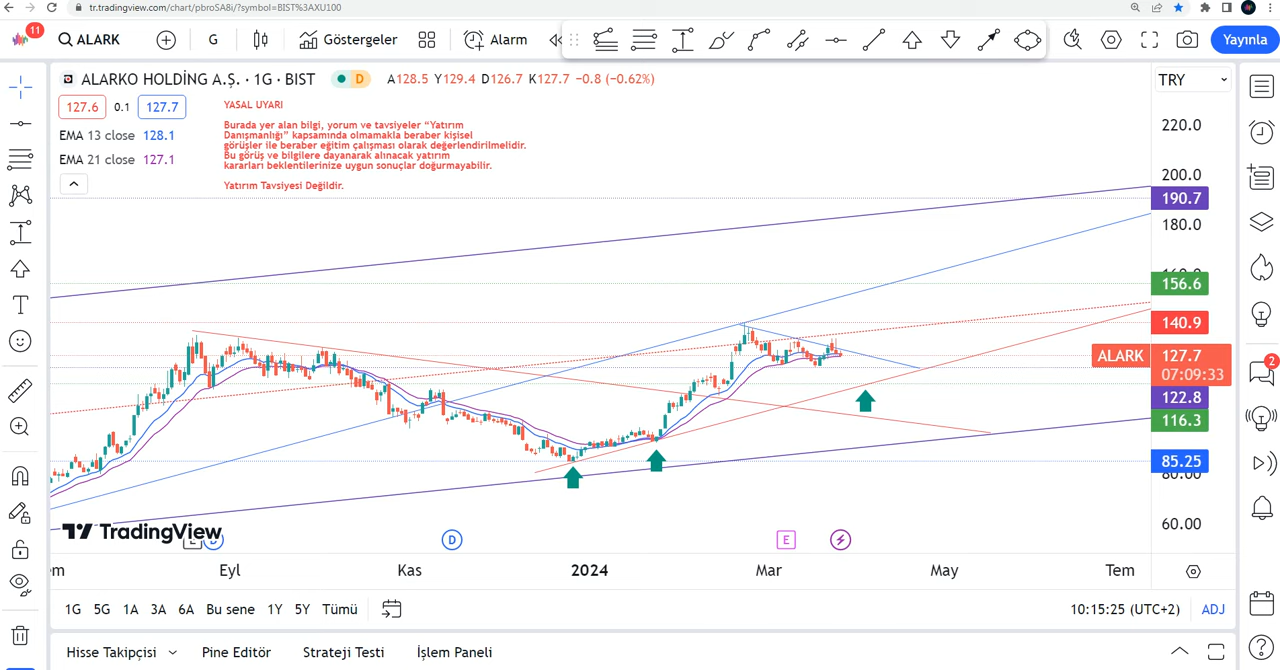 tr.tradingview.com/chart/pbroSA8i/?symbol=BIST%3AXU100
11
ALARK
G
Göstergeler
Alarm
Yayınla
ALARKO HOLDİNG A.Ş. · 1G · BIST
D
A128.5 Y129.4 D126.7 K127.7 −0.8 (−0.62%)
TRY
127.6
0.1
127.7
EMA 13 close 128.1
EMA 21 close 127.1
YASAL UYARI
Burada yer alan bilgi, yorum ve tavsiyeler “Yatırım
Danışmanlığı” kapsamında olmamakla beraber kişisel
görüşler ile beraber eğitim çalışması olarak değerlendirilmelidir.
Bu görüş ve bilgilere dayanarak alınacak yatırım
kararları beklentilerinize uygun sonuçlar doğurmayabilir.
Yatırım Tavsiyesi Değildir.
220.0
200.0
190.7
180.0
160.0
156.6
140.9
ALARK
127.7
07:09:33
122.8
116.3
85.25
80.00
60.00
2
T
TradingView
E
D
D
E
em
Eyl
Kas
2024
Mar
May
Tem
1G
5G
1A
3A
6A
Bu sene
1Y
5Y
Tümü
10:15:25 (UTC+2)
ADJ
Hisse Takipçisi
Pine Editör
Strateji Testi
İşlem Paneli